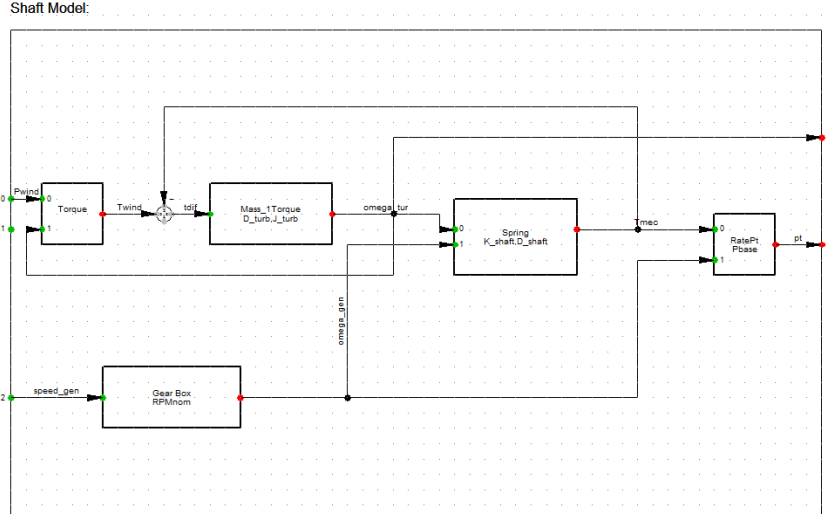 Shaft Model:
Pwind
0
0
Torque
Twind
-
tdif
Mass_1Torque
D_turb,J_turb
omega_tur
Tmec
1
1
0
1
Spring
K_shaft,D_shaft
0
1
RatePt
Pbase
pt
omega_gen
2
speed_gen
Gear Box
RPMnom